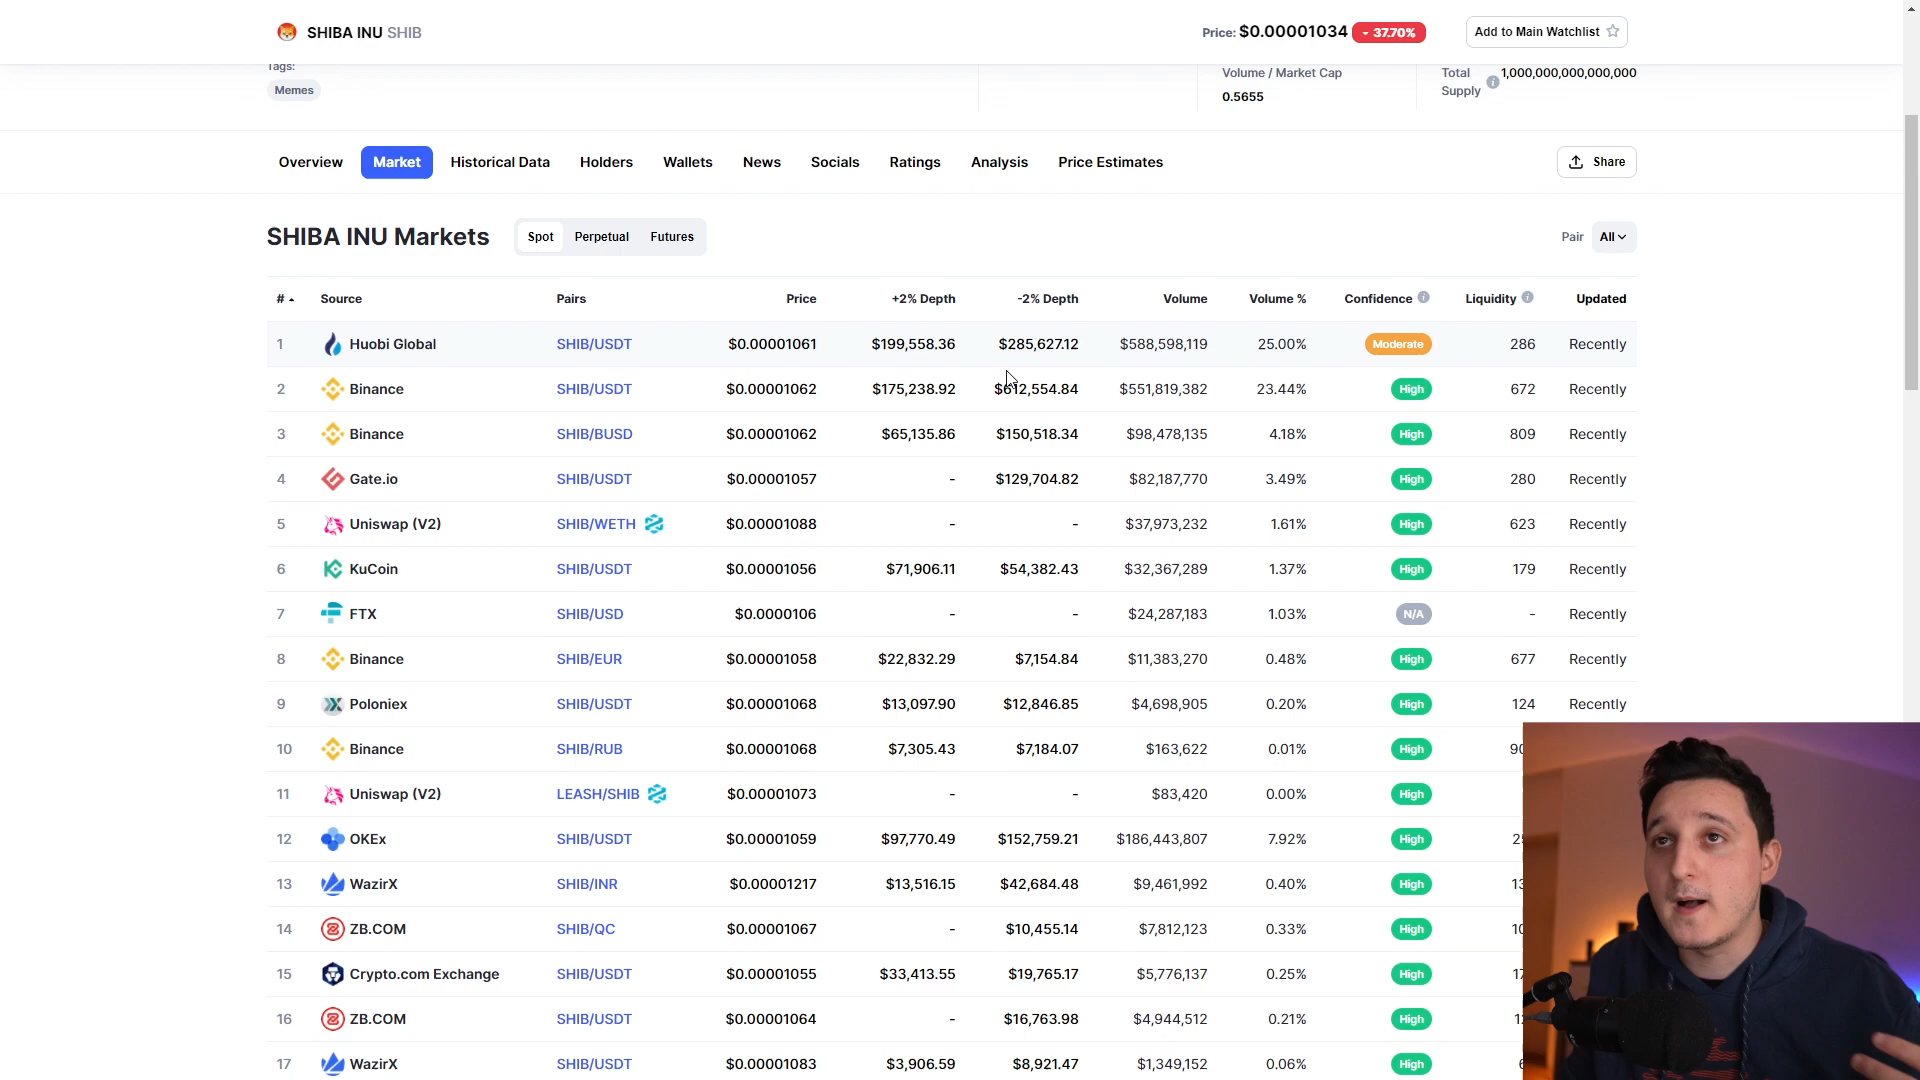 SHIBA INU SHIB
Price: $0.00001034 37.70%
Add to Main Watchlist
Tags:
Memes
Volume / Market Cap
0.5655
Total Supply 1,000,000,000,000,000
Overview Market Historical Data Holders Wallets News Socials Ratings Analysis Price Estimates Share
SHIBA INU Markets Spot Perpetual Futures Pair All
# Source Pairs Price +2% Depth -2% Depth Volume Volume % Confidence Liquidity Updated
1 Huobi Global SHIB/USDT $0.00001061 $199,558.36 $285,627.12 $588,598,119 25.00% Moderate 286 Recently
2 Binance SHIB/USDT $0.00001062 $175,238.92 $612,554.84 $551,819,382 23.44% High 672 Recently
3 Binance SHIB/BUSD $0.00001062 $65,135.86 $150,518.34 $98,478,135 4.18% High 809 Recently
4 Gate.io SHIB/USDT $0.00001057 - $129,704.82 $82,187,770 3.49% High 280 Recently
5 Uniswap (V2) SHIB/WETH $0.00001088 - - $37,973,232 1.61% High 623 Recently
6 KuCoin SHIB/USDT $0.00001056 $71,906.11 $54,382.43 $32,367,289 1.37% High 179 Recently
7 FTX SHIB/USD $0.0000106 - - $24,287,183 1.03% N/A - Recently
8 Binance SHIB/EUR $0.00001058 $22,832.29 $7,154.84 $11,383,270 0.48% High 677 Recently
9 Poloniex SHIB/USDT $0.00001068 $13,097.90 $12,846.85 $4,698,905 0.20% High 124 Recently
10 Binance SHIB/RUB $0.00001068 $7,305.43 $7,184.07 $163,622 0.01% High
11 Uniswap (V2) LEASH/SHIB $0.00001073 - - $83,420 0.00% High
12 OKEx SHIB/USDT $0.00001059 $97,770.49 $152,759.21 $186,443,807 7.92% High
13 WazirX SHIB/INR $0.00001217 $13,516.15 $42,684.48 $9,461,992 0.40% High
14 ZB.COM SHIB/QC $0.00001067 - $10,455.14 $7,812,123 0.33% High
15 Crypto.com Exchange SHIB/USDT $0.00001055 $33,413.55 $19,765.17 $5,776,137 0.25% High
16 ZB.COM SHIB/USDT $0.00001064 - $16,763.98 $4,944,512 0.21% High
17 WazirX SHIB/USDT $0.00001083 $3,906.59 $8,921.47 $1,349,152 0.06% High